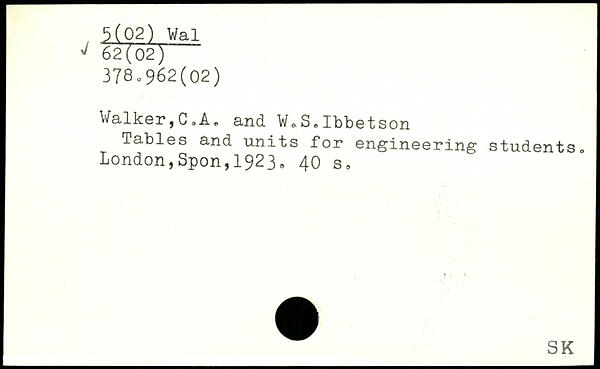 5(02) Wal
✓ 62(02)
378.962(02)
Walker,C.A. and W.S.Ibbetson
Tables and units for engineering students.
London,Spon,1923. 40 s.
SK